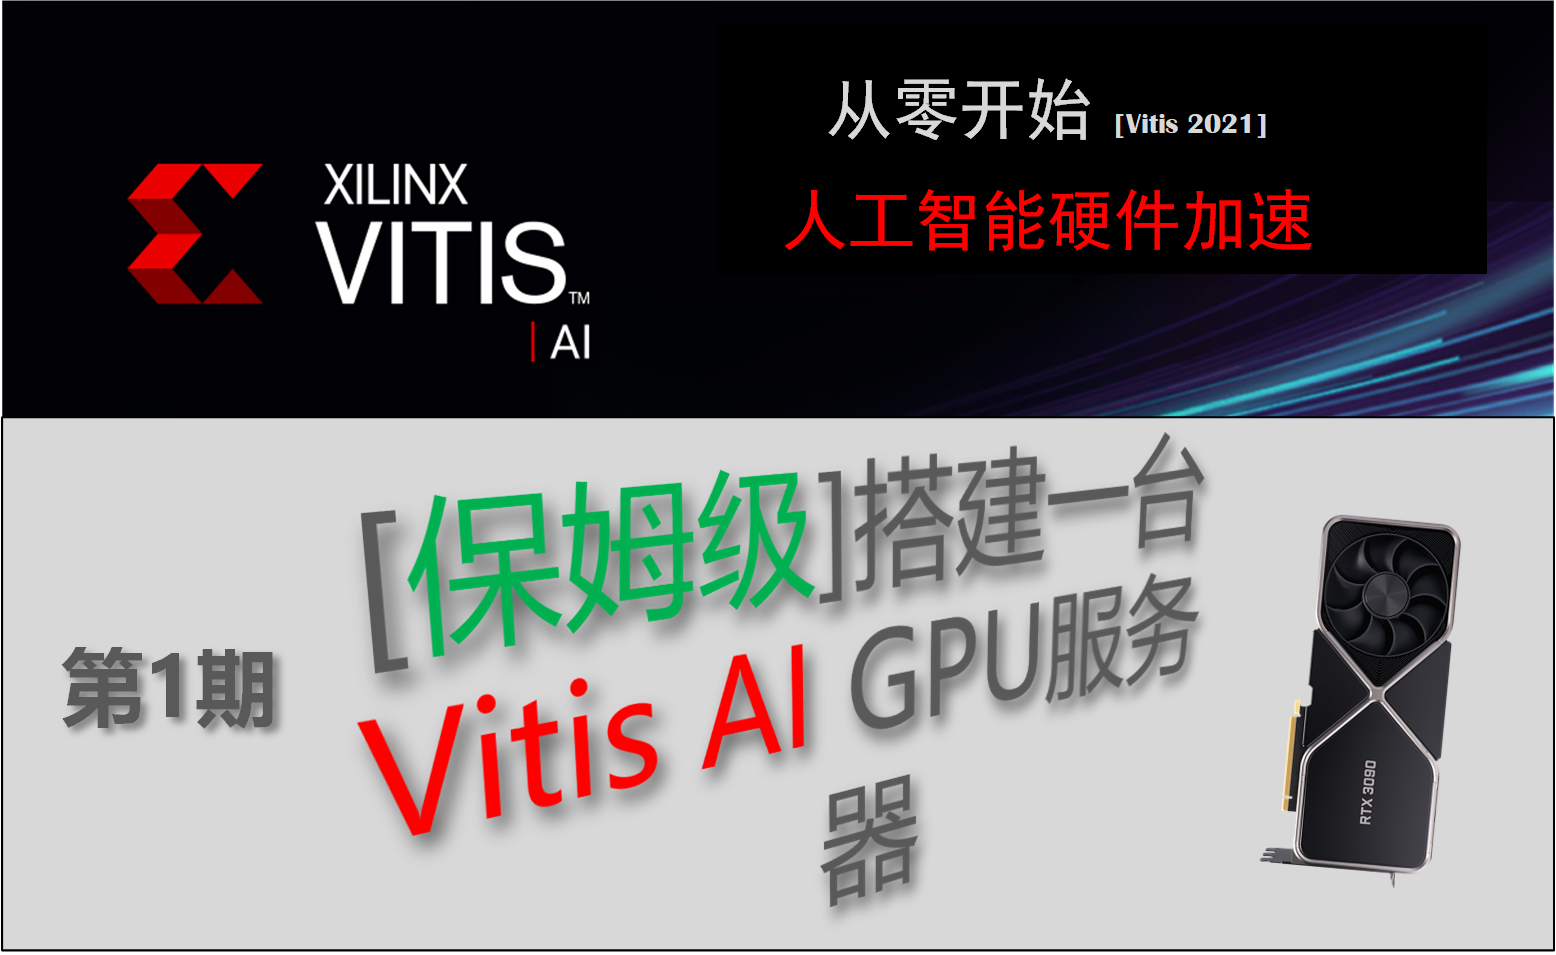 XILINX
VITIS™
AI
从零开始 [Vitis 2021]
人工智能硬件加速
第1期
[保姆级]搭建一台
Vitis AI GPU服务
器
RTX 3090